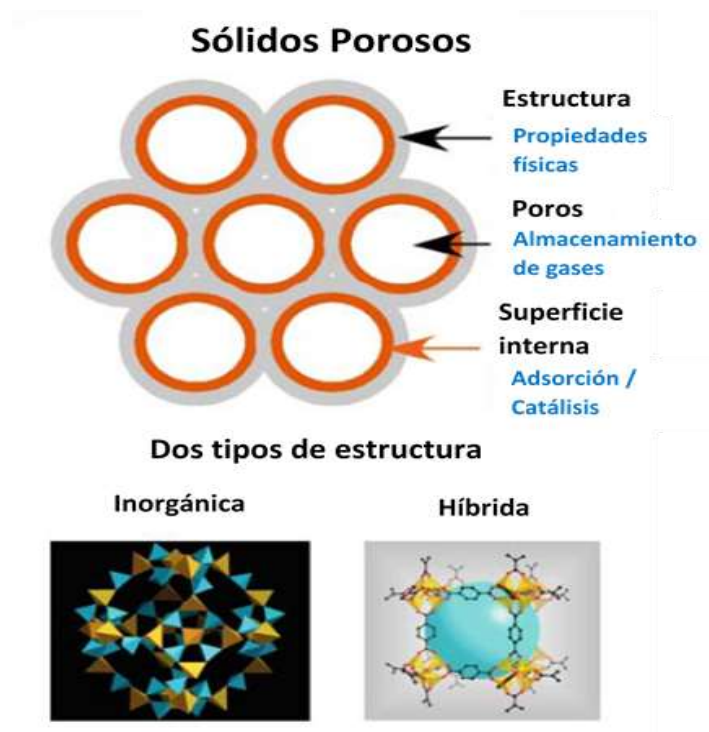 Sólidos Porosos
Estructura
Propiedades
físicas
Poros
Almacenamiento
de gases
Superficie
interna
Adsorción /
Catálisis
Dos tipos de estructura
Inorgánica
Híbrida